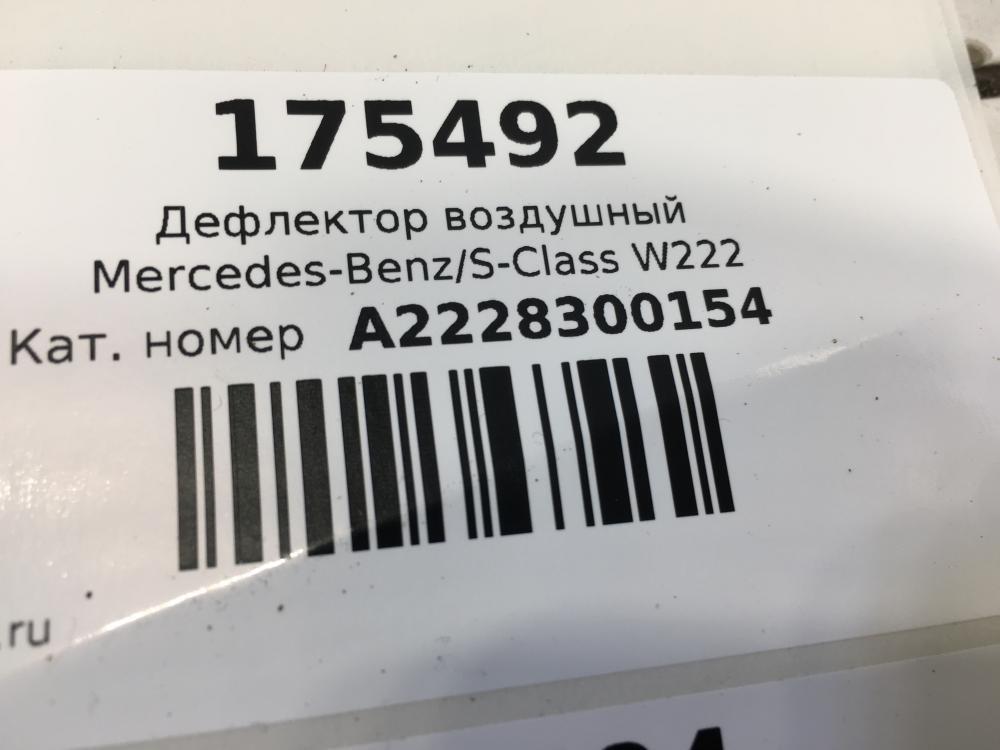 175492
Дефлектор воздушный
Mercedes-Benz/S-Class W222
Кат. номер A2228300154
.ru